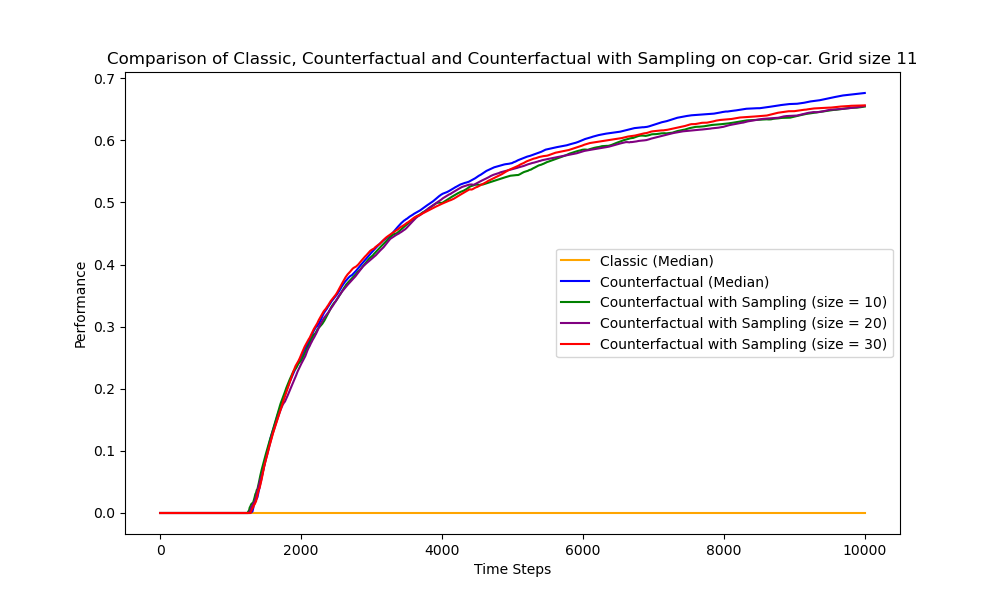 Comparison of Classic, Counterfactual and Counterfactual with Sampling on cop-car. Grid size 11
0.7
0.6
0.5
0.4
0.3
0.2
0.1
0.0
Performance
Classic (Median)
Counterfactual (Median)
Counterfactual with Sampling (size = 10)
Counterfactual with Sampling (size = 20)
Counterfactual with Sampling (size = 30)
0 2000 4000 6000 8000 10000
Time Steps